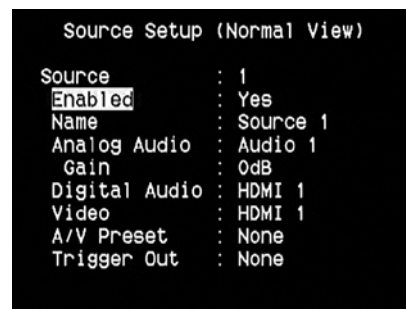 Source Setup (Normal View)
Source : 1
Enabled : Yes
Name : Source 1
Analog Audio : Audio 1
Gain : 0dB
Digital Audio : HDMI 1
Video : HDMI 1
A/V Preset : None
Trigger Out : None